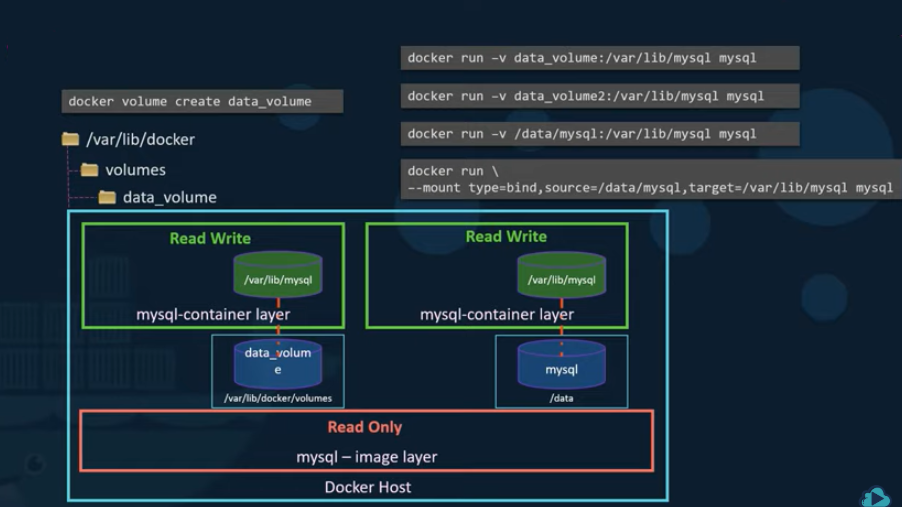 docker run –v data_volume:/var/lib/mysql mysql
docker volume create data_volume
docker run –v data_volume2:/var/lib/mysql mysql
/var/lib/docker
docker run –v /data/mysql:/var/lib/mysql mysql
volumes
docker run \
--mount type=bind,source=/data/mysql,target=/var/lib/mysql mysql
data_volume
Read Write
Read Write
/var/lib/mysql
/var/lib/mysql
mysql-container layer
mysql-container layer
data_volum
e
mysql
/var/lib/docker/volumes
/data
Read Only
mysql – image layer
Docker Host